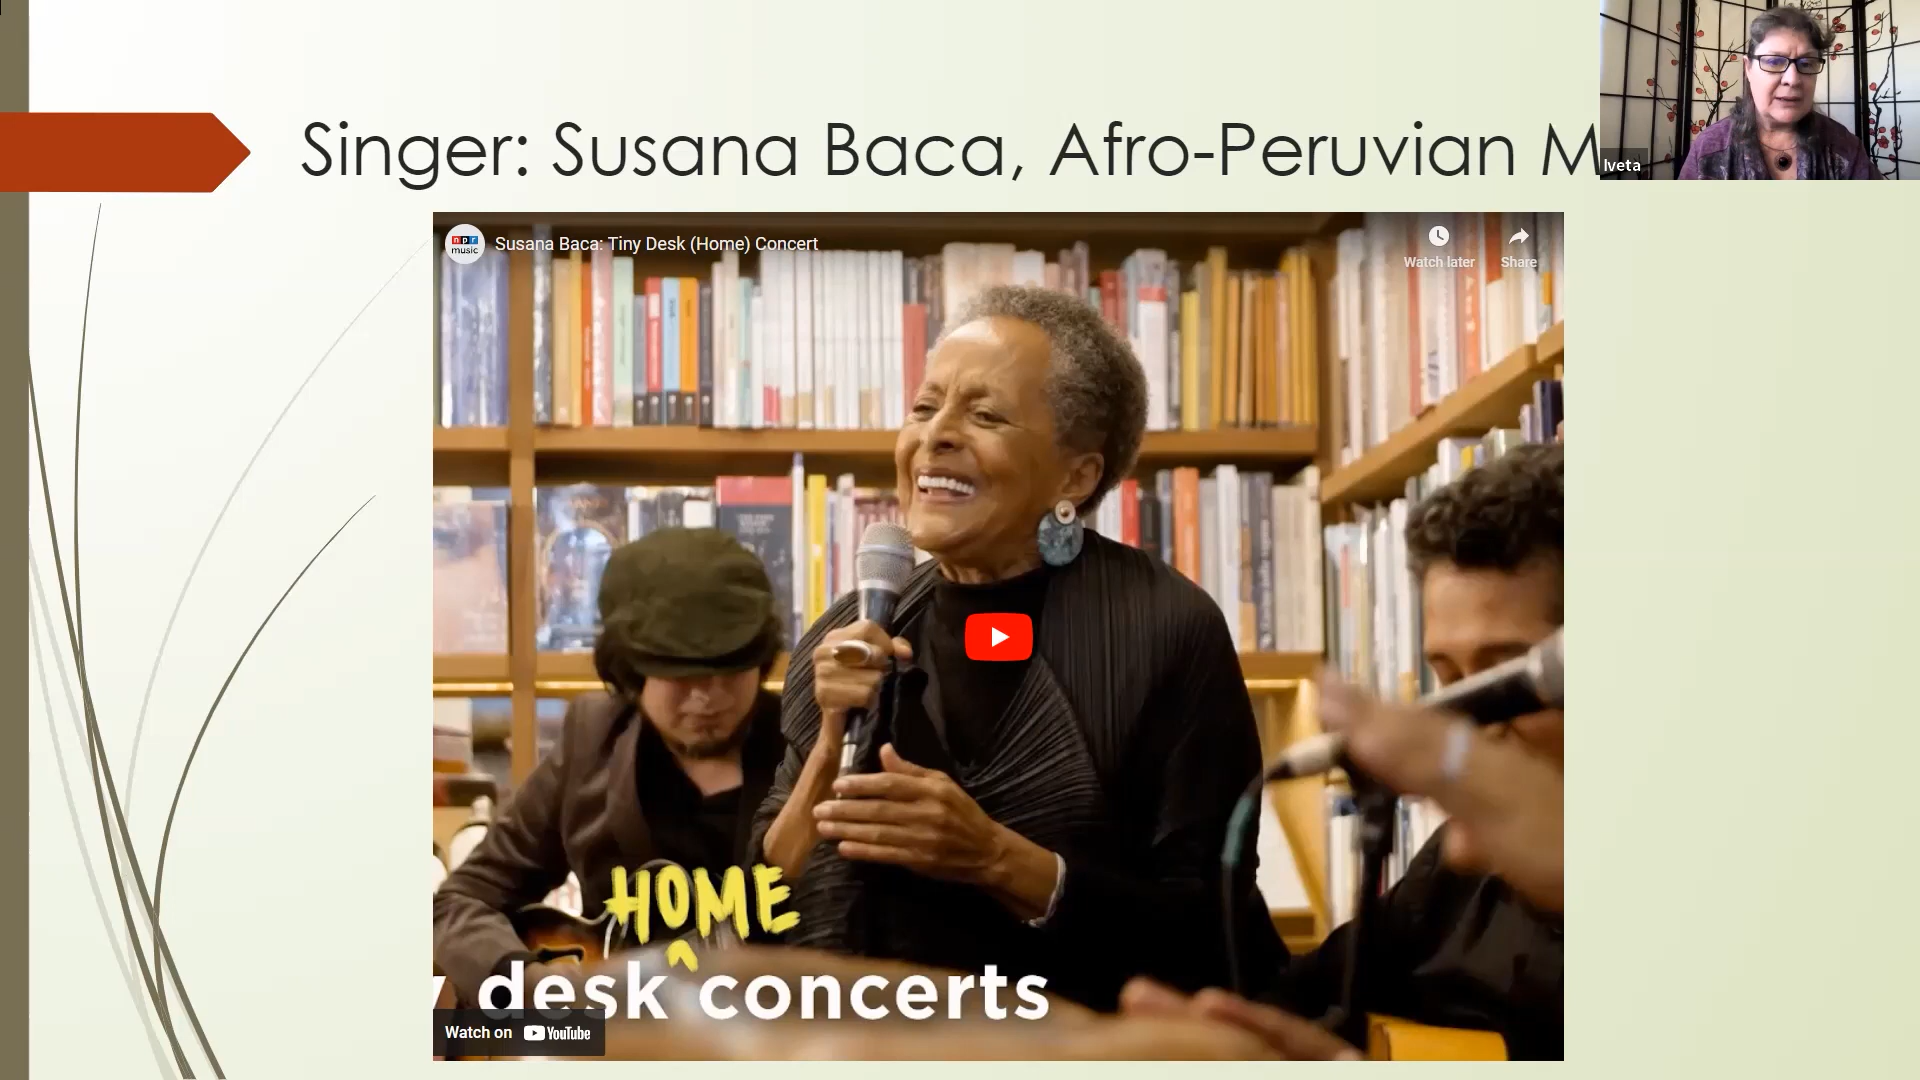 Singer: Susana Baca, Afro-Peruvian M
Iveta
npr
music
Susana Baca: Tiny Desk (Home) Concert
Watch later
Share
HOME
y desk concerts
Watch on YouTube